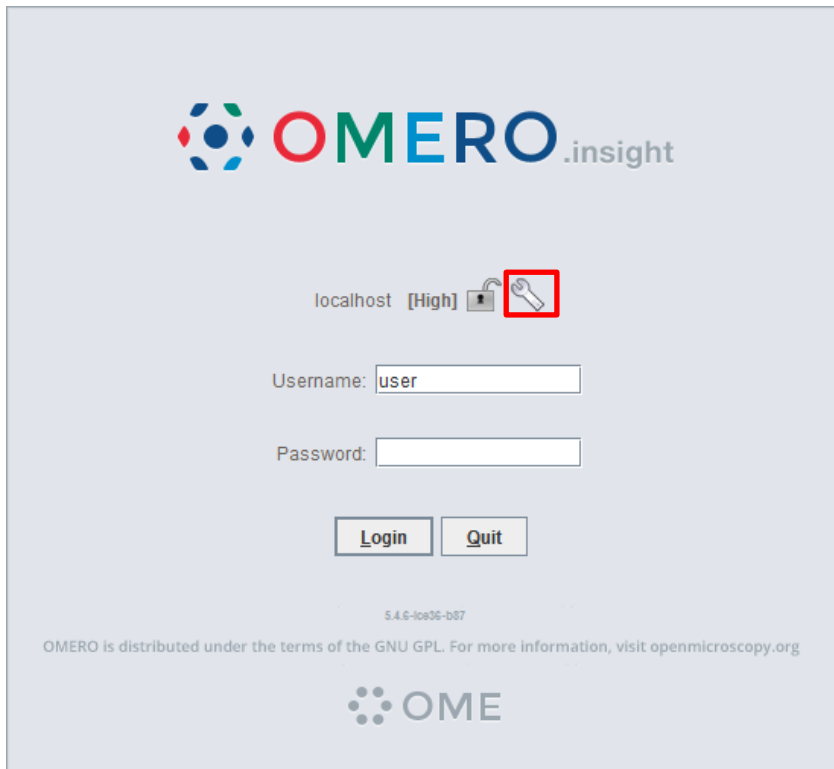 OMERO.insight
localhost [High]
Username: user
Password:
Login Quit
5.4.6-ice36-b87
OMERO is distributed under the terms of the GNU GPL. For more information, visit openmicroscopy.org
OME